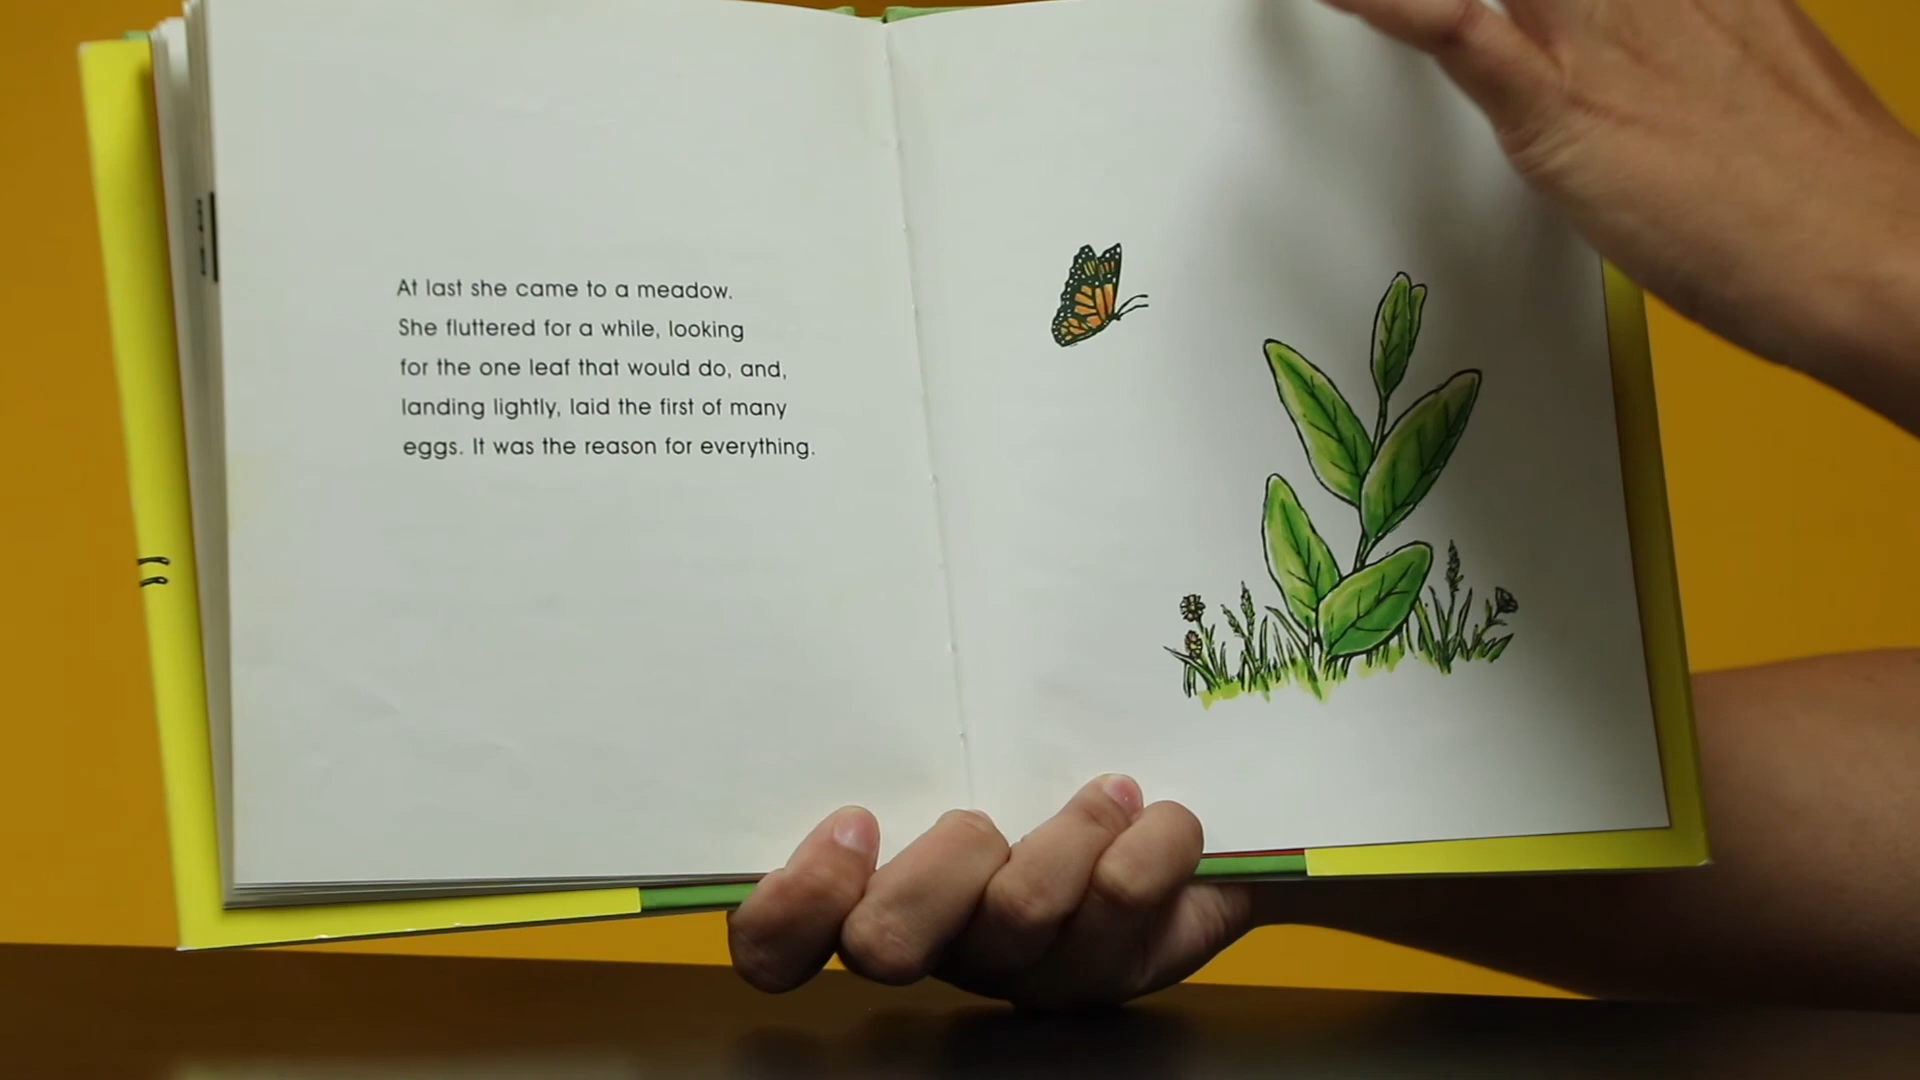 At last she came to a meadow.
She fluttered for a while, looking
for the one leaf that would do, and,
landing lightly, laid the first of many
eggs. It was the reason for everything.